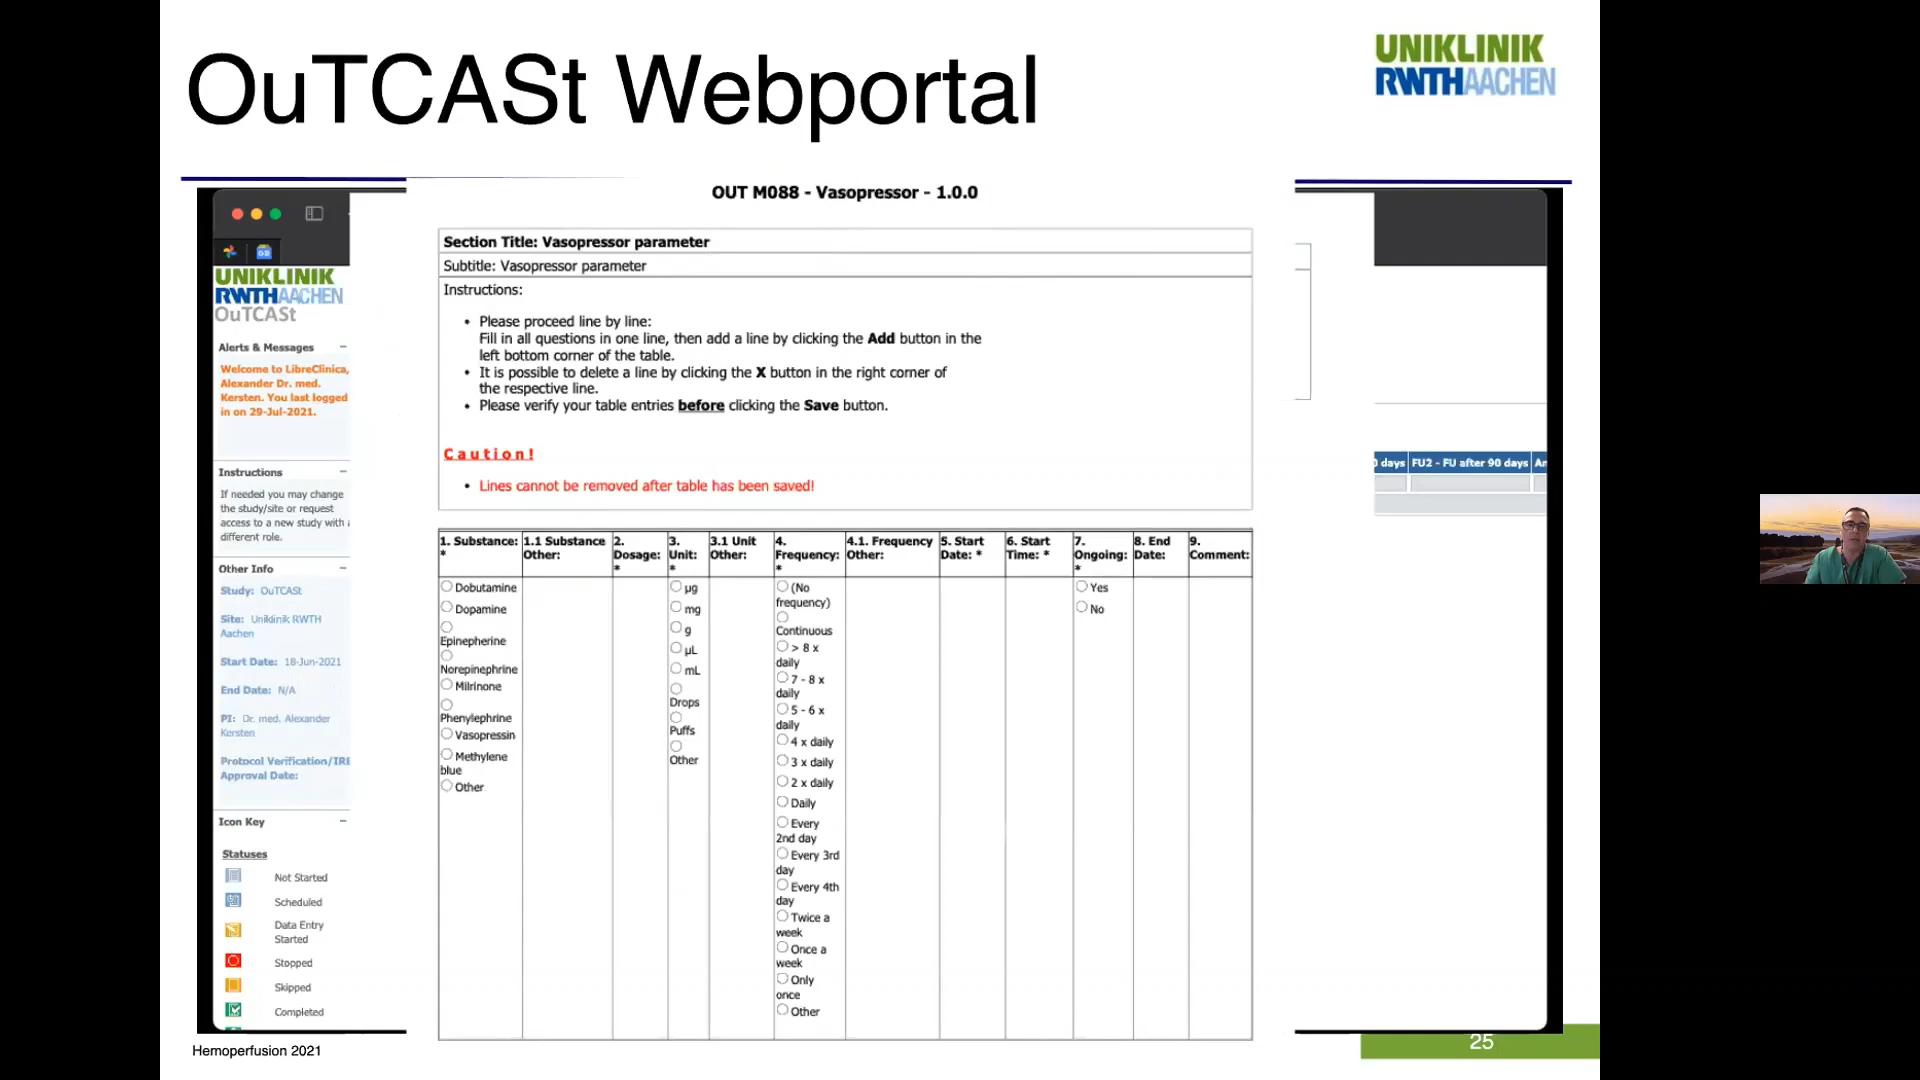 OuTCASt Webportal
UNIKLINIK
RWTHAACHEN
OUT M088 - Vasopressor - 1.0.0
Section Title: Vasopressor parameter
Subtitle: Vasopressor parameter
Instructions:
• Please proceed line by line:
Fill in all questions in one line, then add a line by clicking the Add button in the
left bottom corner of the table.
• It is possible to delete a line by clicking the X button in the right corner of
the respective line.
• Please verify your table entries before clicking the Save button.
Caution!
• Lines cannot be removed after table has been saved!
1. Substance: *
1.1 Substance Other:
2. Dosage: *
3. Unit: *
3.1 Unit Other:
4. Frequency: *
4.1. Frequency Other:
5. Start Date: *
6. Start Time: *
7. Ongoing: *
8. End Date:
9. Comment:
Dobutamine
Dopamine
Epinepherine
Norepinephrine
Milrinone
Phenylephrine
Vasopressin
Methylene
blue
Other
µg
mg
g
µL
mL
Drops
Puffs
Other
(No
frequency)
Continuous
> 8 x
daily
7 - 8 x
daily
5 - 6 x
daily
4 x daily
3 x daily
2 x daily
Daily
Every
2nd day
Every 3rd
day
Every 4th
day
Twice a
week
Once a
week
Only
once
Other
Yes
No
UNIKLINIK
RWTHAACHEN
OuTCASt
Alerts & Messages
Welcome to LibreClinica,
Alexander Dr. med.
Kersten. You last logged
in on 29-Jul-2021.
Instructions
If needed you may change
the study/site or request
access to a new study with a
different role.
Other Info
Study: OuTCASt
Site: Uniklinik RWTH
Aachen
Start Date: 18-Jun-2021
End Date: N/A
PI: Dr. med. Alexander
Kersten
Protocol Verification/IRB
Approval Date:
Icon Key
Statuses
Not Started
Scheduled
Data Entry
Started
Stopped
Skipped
Completed
days FU2 - FU after 90 days
Hemoperfusion 2021
25